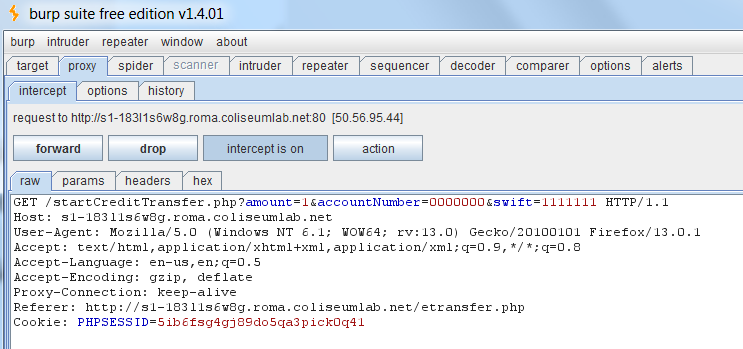 burp suite free edition v1.4.01
burp intruder repeater window about
target proxy spider scanner intruder repeater sequencer decoder comparer options alerts
intercept options history
request to http://s1-183l1s6w8g.roma.coliseumlab.net:80 [50.56.95.44]
forward drop intercept is on action
raw params headers hex
GET /startCreditTransfer.php?amount=1&accountNumber=0000000&swift=1111111 HTTP/1.1
Host: s1-183l1s6w8g.roma.coliseumlab.net
User-Agent: Mozilla/5.0 (Windows NT 6.1; WOW64; rv:13.0) Gecko/20100101 Firefox/13.0.1
Accept: text/html,application/xhtml+xml,application/xml;q=0.9,*/*;q=0.8
Accept-Language: en-us,en;q=0.5
Accept-Encoding: gzip, deflate
Proxy-Connection: keep-alive
Referer: http://s1-183l1s6w8g.roma.coliseumlab.net/etransfer.php
Cookie: PHPSESSID=5ib6fsg4gj89do5qa3pick0q41